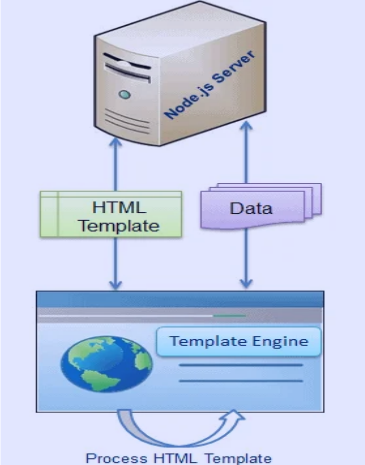 Node.js Server
HTML
Template
Data
Template Engine
Process HTML Template